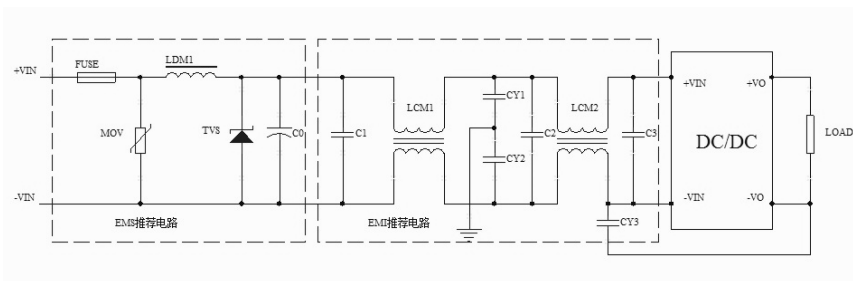 FUSE
LDM1
+VIN
MOV
TVS
C0
-VIN
EMS推荐电路
C1
LCM1
CY1
CY2
C2
LCM2
C3
EMI推荐电路
CY3
+VIN
-VIN
DC/DC
+VO
-VO
LOAD